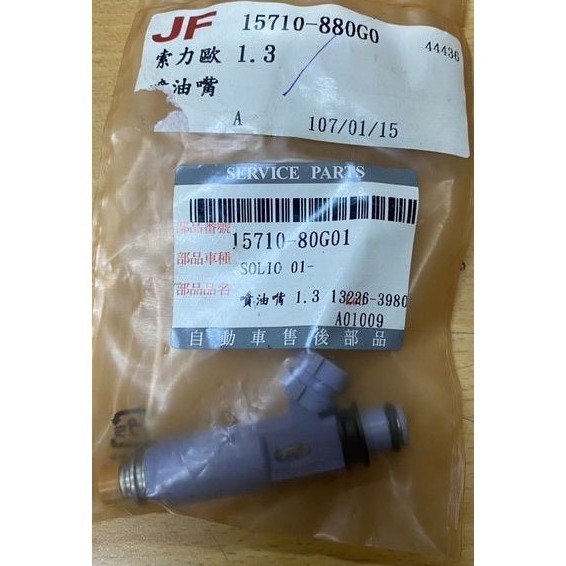 JF 15710-880G0
44436
索力歐 1.3
噴油嘴
A 107/01/15
SERVICE PARTS
部品番號 15710-80G01
部品車種 SOLIO 01-
部品品名 噴油嘴 1.3 13226-3980
A01009
自動車售後部品